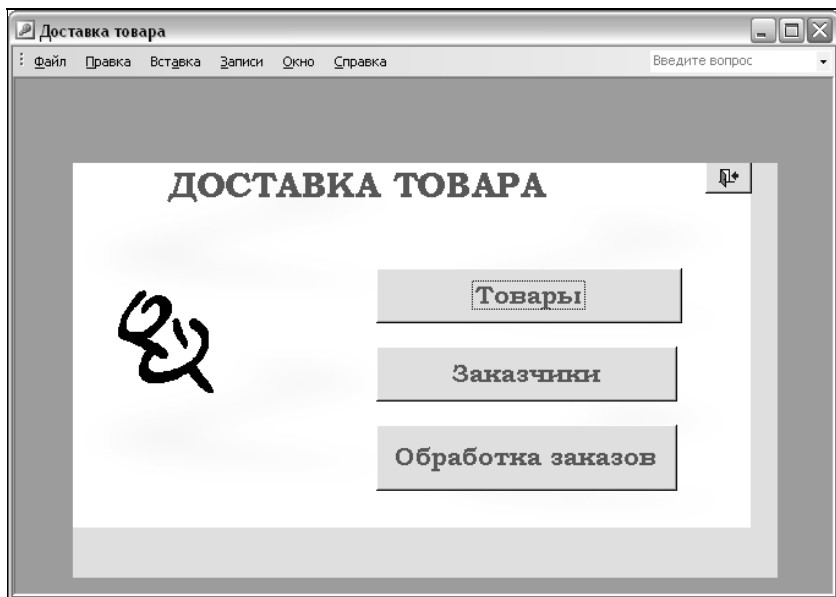 Доставка товара
Файл Правка Вставка Записи Окно Справка Введите вопрос
ДОСТАВКА ТОВАРА
Товары
Заказчики
Обработка заказов